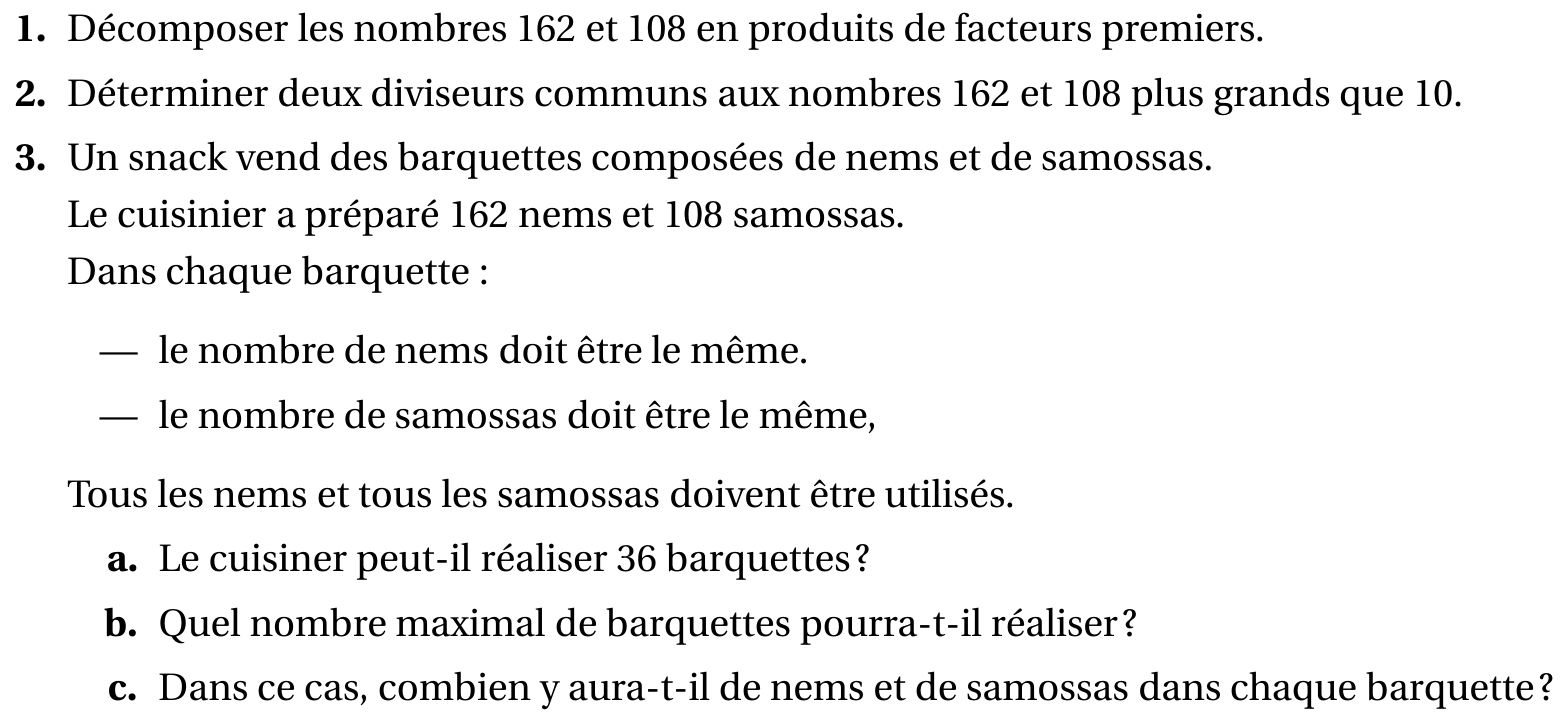 1. Décomposer les nombres 162 et 108 en produits de facteurs premiers.
2. Déterminer deux diviseurs communs aux nombres 162 et 108 plus grands que 10.
3. Un snack vend des barquettes composées de nems et de samossas.
Le cuisinier a préparé 162 nems et 108 samossas.
Dans chaque barquette :
— le nombre de nems doit être le même.
— le nombre de samossas doit être le même,
Tous les nems et tous les samossas doivent être utilisés.
a. Le cuisiner peut-il réaliser 36 barquettes ?
b. Quel nombre maximal de barquettes pourra-t-il réaliser ?
c. Dans ce cas, combien y aura-t-il de nems et de samossas dans chaque barquette ?